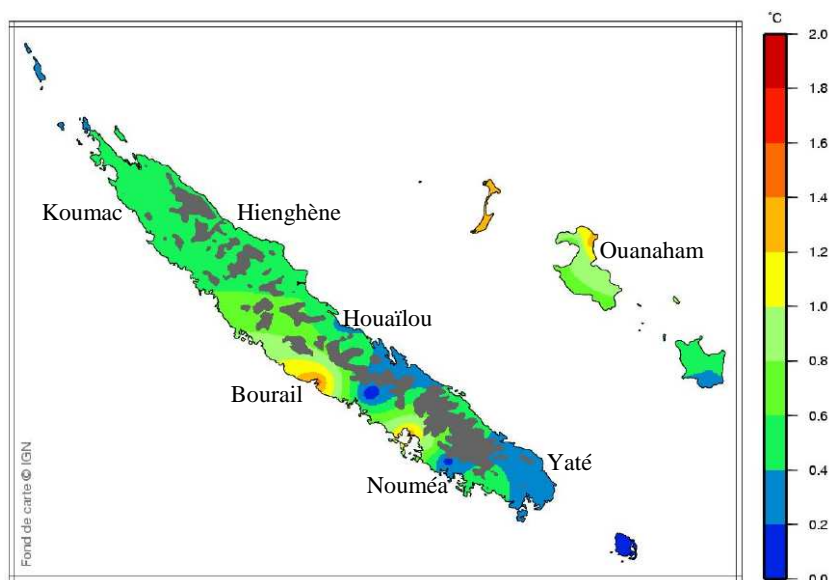 °C
2.0
1.8
1.6
1.4
1.2
1.0
0.8
0.6
0.4
0.2
0.0
Koumac
Hienghène
Ouanaham
Houaïlou
Bourail
Yaté
Nouméa
Fond de carte © IGN